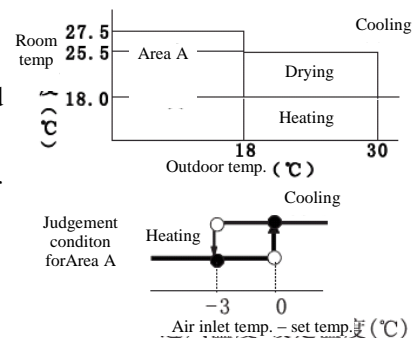 Cooling
Room
temp
27.5
25.5
18.0
(℃)
Area A
Drying
Heating
18
30
Outdoor temp. (℃)
Cooling
Judgement
conditon
forArea A
Heating
-3
0
Air inlet temp. – set temp.度(℃)